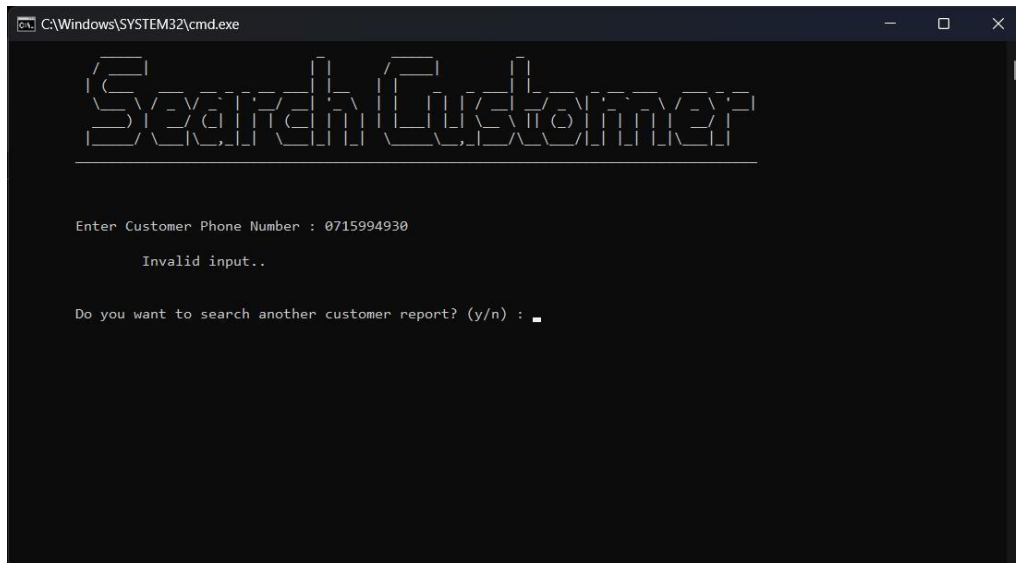 C:\Windows\SYSTEM32\cmd.exe
Search Customer
Enter Customer Phone Number : 0715994930
Invalid input..
Do you want to search another customer report? (y/n) :